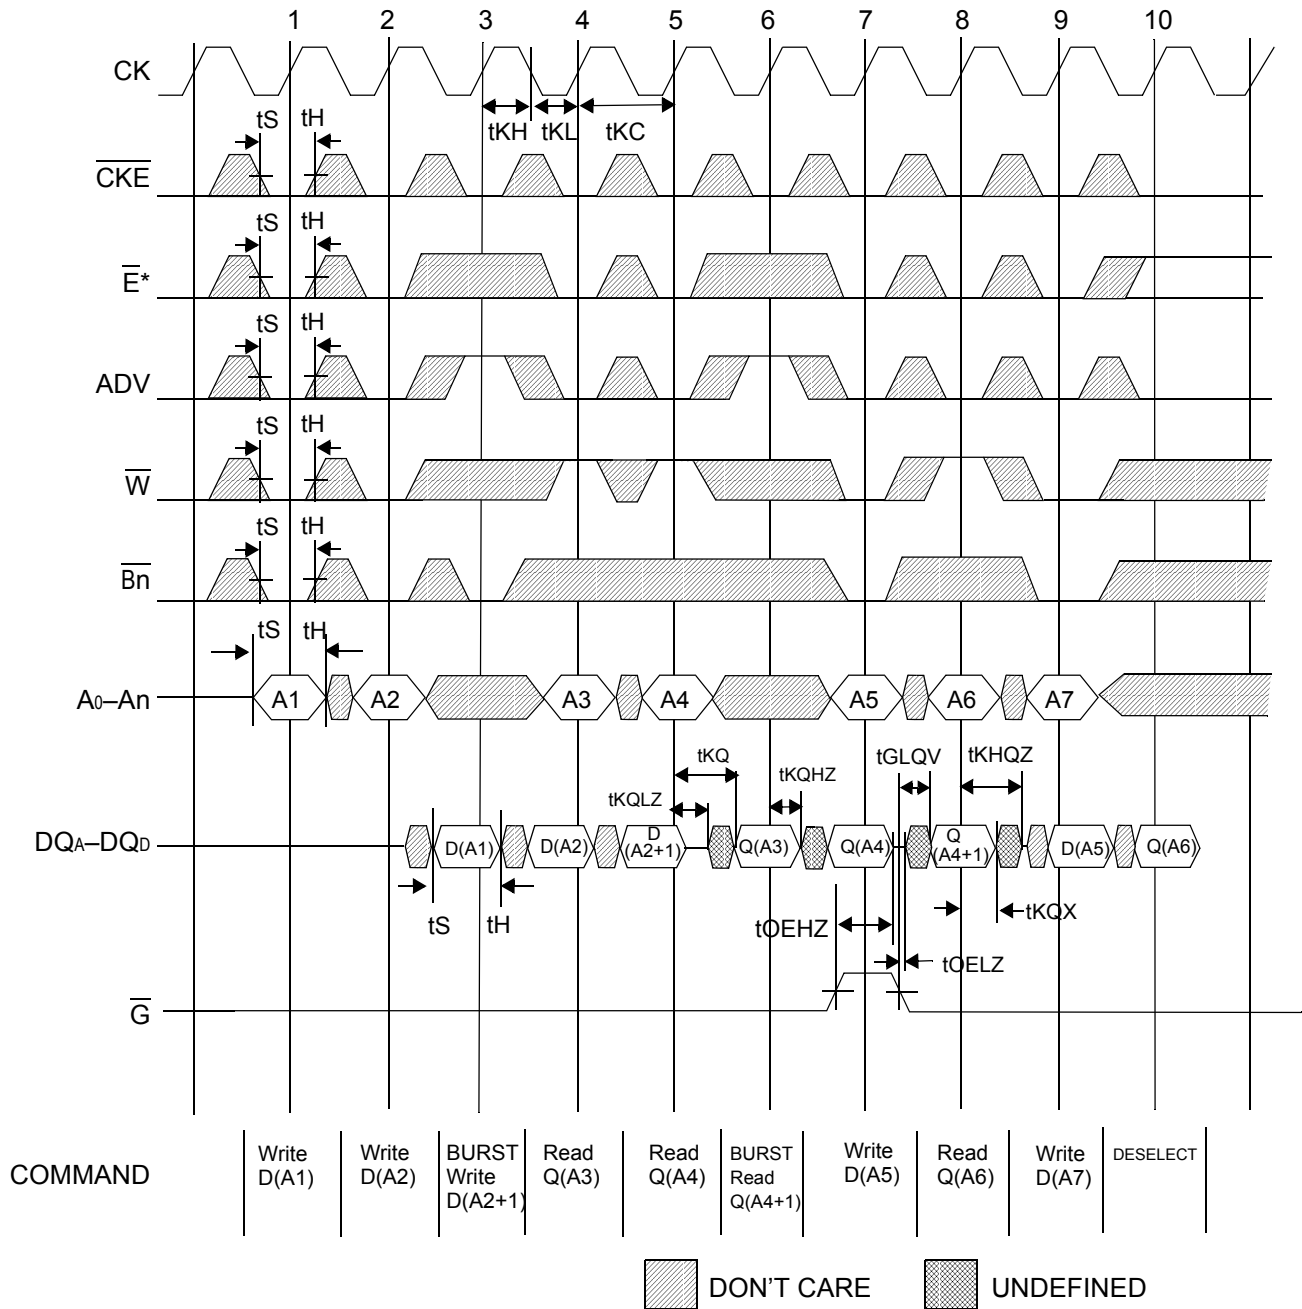 1 2 3 4 5 6 7 8 9 10
CK
tKH tKL tKC
tS tH
CKE
tS tH
E*
tS tH
ADV
tS tH
W
tS tH
Bn
tS tH
A0–An A1 A2 A3 A4 A5 A6 A7
tKQ tGLQV tKHQZ
tKQLZ tKQHZ
DQA–DQD D(A1) D(A2) D (A2+1) Q(A3) Q(A4) Q (A4+1) D(A5) Q(A6)
tS tH tOEHZ tKQX
tOELZ
G
COMMAND
Write D(A1)
Write D(A2)
BURST Write D(A2+1)
Read Q(A3)
Read Q(A4)
BURST Read Q(A4+1)
Write D(A5)
Read Q(A6)
Write D(A7)
DESELECT
DON'T CARE UNDEFINED